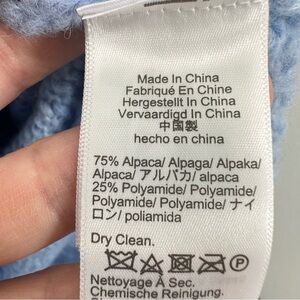 Made In China
Fabriqué En China
Hergestellt In China
Vervaardigd In China
中国製
hecho en china
75% Alpaca/ Alpaga/ Alpaka/
Alpaca/ アルパカ/ alpaca
25% Polyamide/ Polyamide/
Polyamid/ Polyamide/ ナイ
ロン/ poliamida
Dry Clean.
P
Nettoyage A Sec.
Chemische Reinigung.